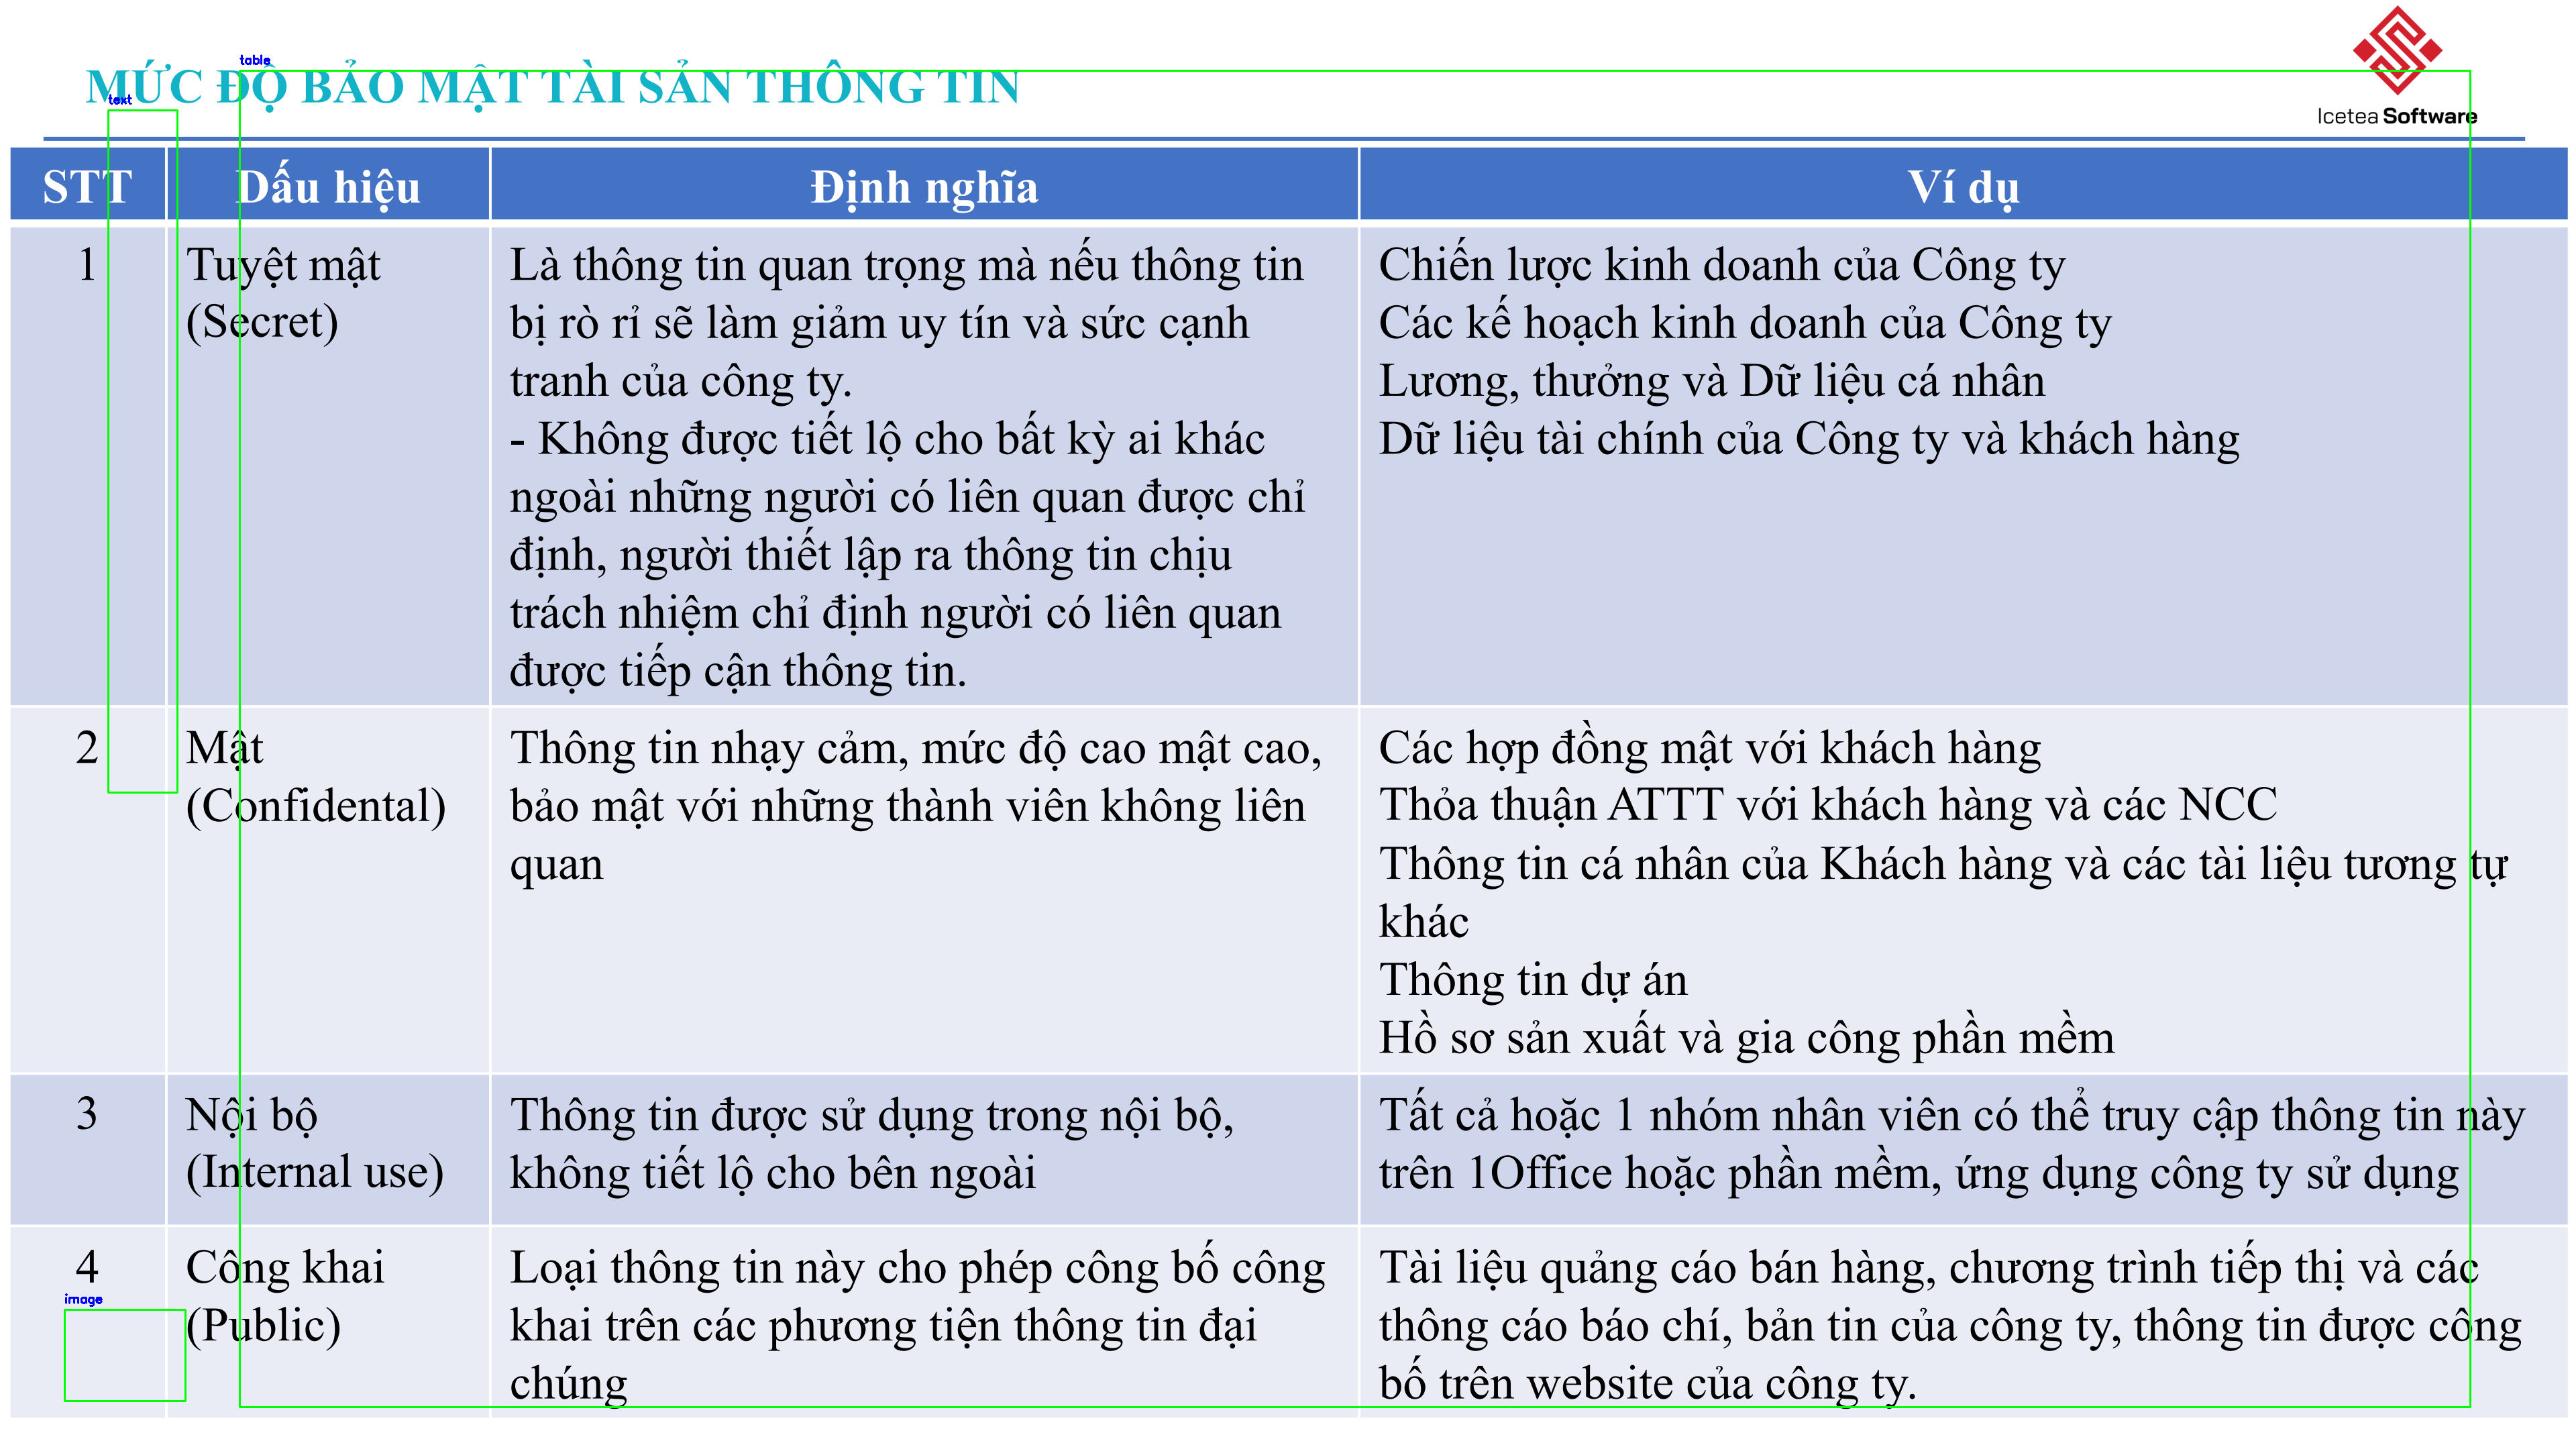 MỨC ĐỘ BẢO MẬT TÀI SẢN THÔNG TIN
table
text
Icetea Software
STT Dấu hiệu Định nghĩa Ví dụ
1
Tuyệt mật
(Secret)
Là thông tin quan trọng mà nếu thông tin
bị rò rỉ sẽ làm giảm uy tín và sức cạnh
tranh của công ty.
- Không được tiết lộ cho bất kỳ ai khác
ngoài những người có liên quan được chỉ
định, người thiết lập ra thông tin chịu
trách nhiệm chỉ định người có liên quan
được tiếp cận thông tin.
Chiến lược kinh doanh của Công ty
Các kế hoạch kinh doanh của Công ty
Lương, thưởng và Dữ liệu cá nhân
Dữ liệu tài chính của Công ty và khách hàng
2
Mật
(Confidental)
Thông tin nhạy cảm, mức độ cao mật cao,
bảo mật với những thành viên không liên
quan
Các hợp đồng mật với khách hàng
Thỏa thuận ATTT với khách hàng và các NCC
Thông tin cá nhân của Khách hàng và các tài liệu tương tự
khác
Thông tin dự án
Hồ sơ sản xuất và gia công phần mềm
3
Nội bộ
(Internal use)
Thông tin được sử dụng trong nội bộ,
không tiết lộ cho bên ngoài
Tất cả hoặc 1 nhóm nhân viên có thể truy cập thông tin này
trên 1Office hoặc phần mềm, ứng dụng công ty sử dụng
4
image
Công khai
(Public)
Loại thông tin này cho phép công bố công
khai trên các phương tiện thông tin đại
chúng
Tài liệu quảng cáo bán hàng, chương trình tiếp thị và các
thông cáo báo chí, bản tin của công ty, thông tin được công
bố trên website của công ty.